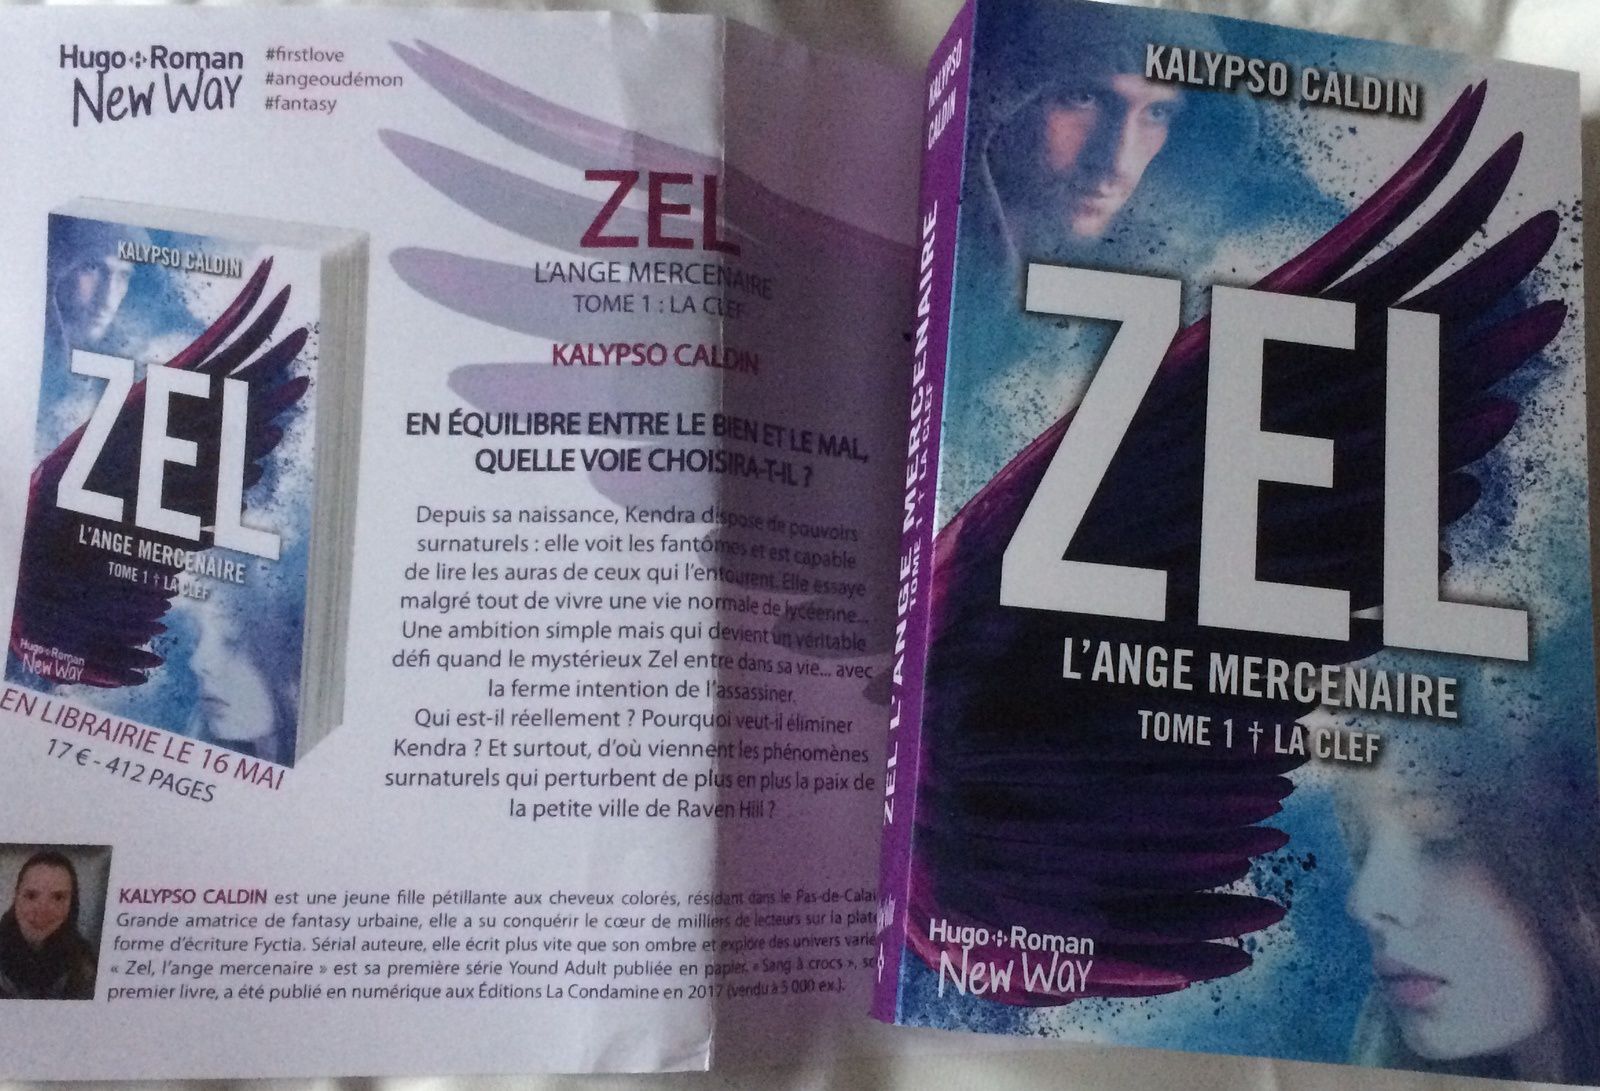 Hugo Roman
New Way
#firstlove
#angeoudémon
#fantasy
ZEL
L'ANGE MERCENAIRE
TOME 1 : LA CLEF
KALYPSO CALDIN
EN ÉQUILIBRE ENTRE LE BIEN ET LE MAL,
QUELLE VOIE CHOISIRA-T-IL ?
Depuis sa naissance, Kendra dispose de pouvoirs
surnaturels : elle voit les fantômes et est capable
de lire les auras de ceux qui l'entourent. Elle essaye
malgré tout de vivre une vie normale de lycéenne...
Une ambition simple mais qui devient un véritable
défi quand le mystérieux Zel entre dans sa vie... avec
la ferme intention de l'assassiner.
Qui est-il réellement ? Pourquoi veut-il éliminer
Kendra ? Et surtout, d'où viennent les phénomènes
surnaturels qui perturbent de plus en plus la paix de
la petite ville de Raven Hill ?
KALYPSO CALDIN
ZEL
L'ANGE MERCENAIRE
TOME 1 † LA CLEF
Hugo Roman
New Way
EN LIBRAIRIE LE 16 MAI
17 € - 412 PAGES
KALYPSO CALDIN est une jeune fille pétillante aux cheveux colorés, résidant dans le Pas-de-Calai
Grande amatrice de fantasy urbaine, elle a su conquérir le cœur de milliers de lecteurs sur la plate
forme d'écriture Fyctia. Sérial auteure, elle écrit plus vite que son ombre et explore des univers varié
« Zel, l'ange mercenaire » est sa première série Yound Adult publiée en papier. « Sang à crocs », so
premier livre, a été publié en numérique aux Éditions La Condamine en 2017 (vendu à 5 000 ex.).
KALYPSO
CALDIN
ZEL L'ANGE MERCENAIRE
TOME 1 † LA CLEF
KALYPSO CALDIN
ZEL
L'ANGE MERCENAIRE
TOME 1 † LA CLEF
Hugo Roman
New Way